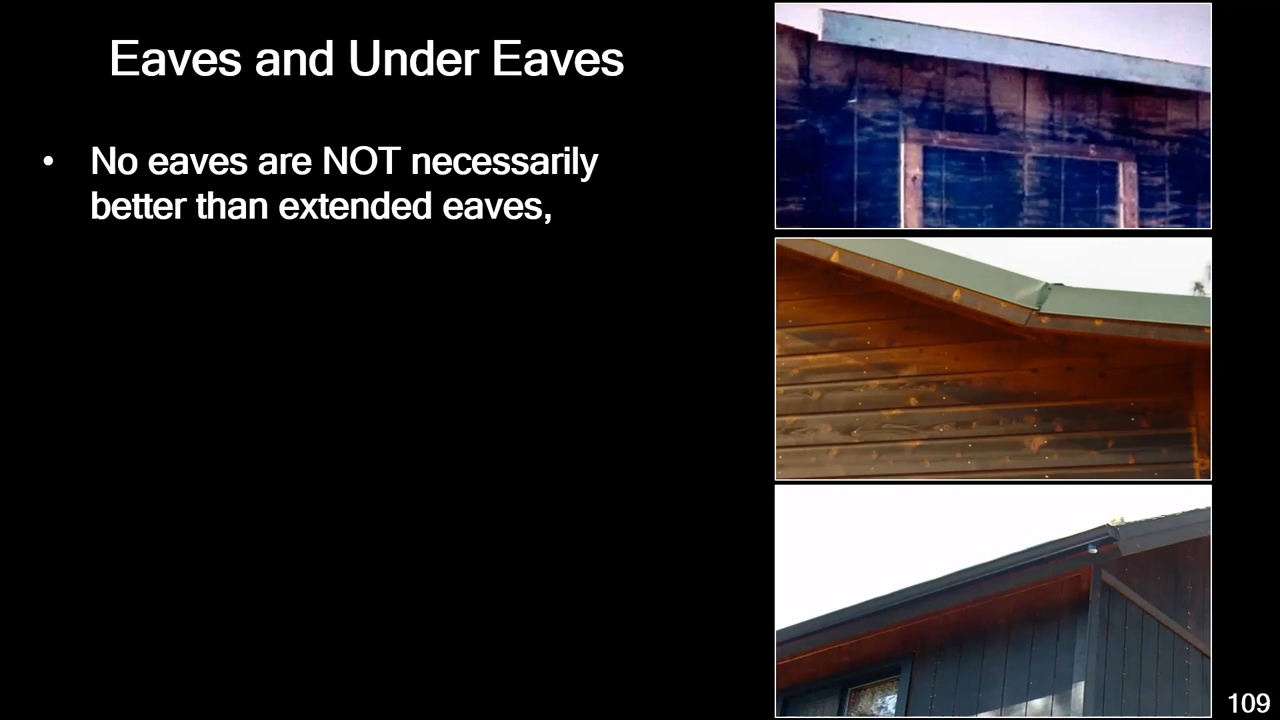 Eaves and Under Eaves
• No eaves are NOT necessarily
better than extended eaves,
109